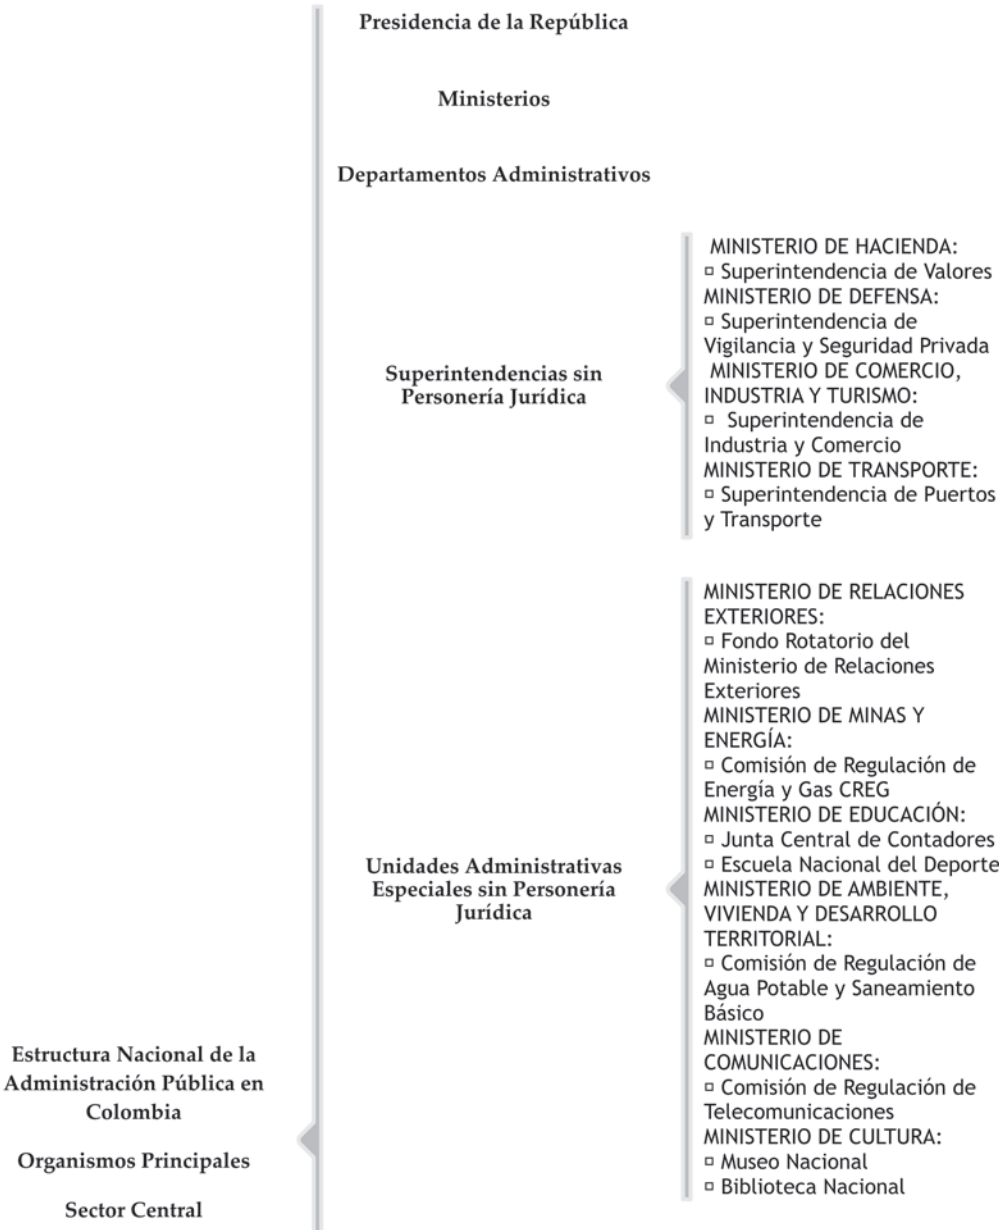 Presidencia de la República
Ministerios
Departamentos Administrativos
Superintendencias sin
Personería Jurídica
MINISTERIO DE HACIENDA:
▫ Superintendencia de Valores
MINISTERIO DE DEFENSA:
▫ Superintendencia de
Vigilancia y Seguridad Privada
MINISTERIO DE COMERCIO,
INDUSTRIA Y TURISMO:
▫ Superintendencia de
Industria y Comercio
MINISTERIO DE TRANSPORTE:
▫ Superintendencia de Puertos
y Transporte
Unidades Administrativas
Especiales sin Personería
Jurídica
MINISTERIO DE RELACIONES
EXTERIORES:
▫ Fondo Rotatorio del
Ministerio de Relaciones
Exteriores
MINISTERIO DE MINAS Y
ENERGÍA:
▫ Comisión de Regulación de
Energía y Gas CREG
MINISTERIO DE EDUCACIÓN:
▫ Junta Central de Contadores
▫ Escuela Nacional del Deporte
MINISTERIO DE AMBIENTE,
VIVIENDA Y DESARROLLO
TERRITORIAL:
▫ Comisión de Regulación de
Agua Potable y Saneamiento
Básico
MINISTERIO DE
COMUNICACIONES:
▫ Comisión de Regulación de
Telecomunicaciones
MINISTERIO DE CULTURA:
▫ Museo Nacional
▫ Biblioteca Nacional
Estructura Nacional de la
Administración Pública en
Colombia
Organismos Principales
Sector Central